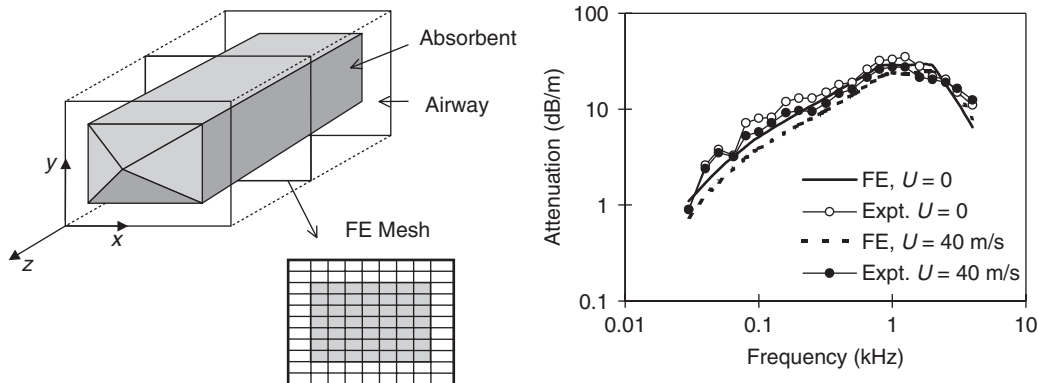 Absorbent
Airway
y
x
z
FE Mesh
100
10
1
0.1
Attenuation (dB/m)
FE, U = 0
Expt. U = 0
FE, U = 40 m/s
Expt. U = 40 m/s
0.01
0.1
1
10
Frequency (kHz)